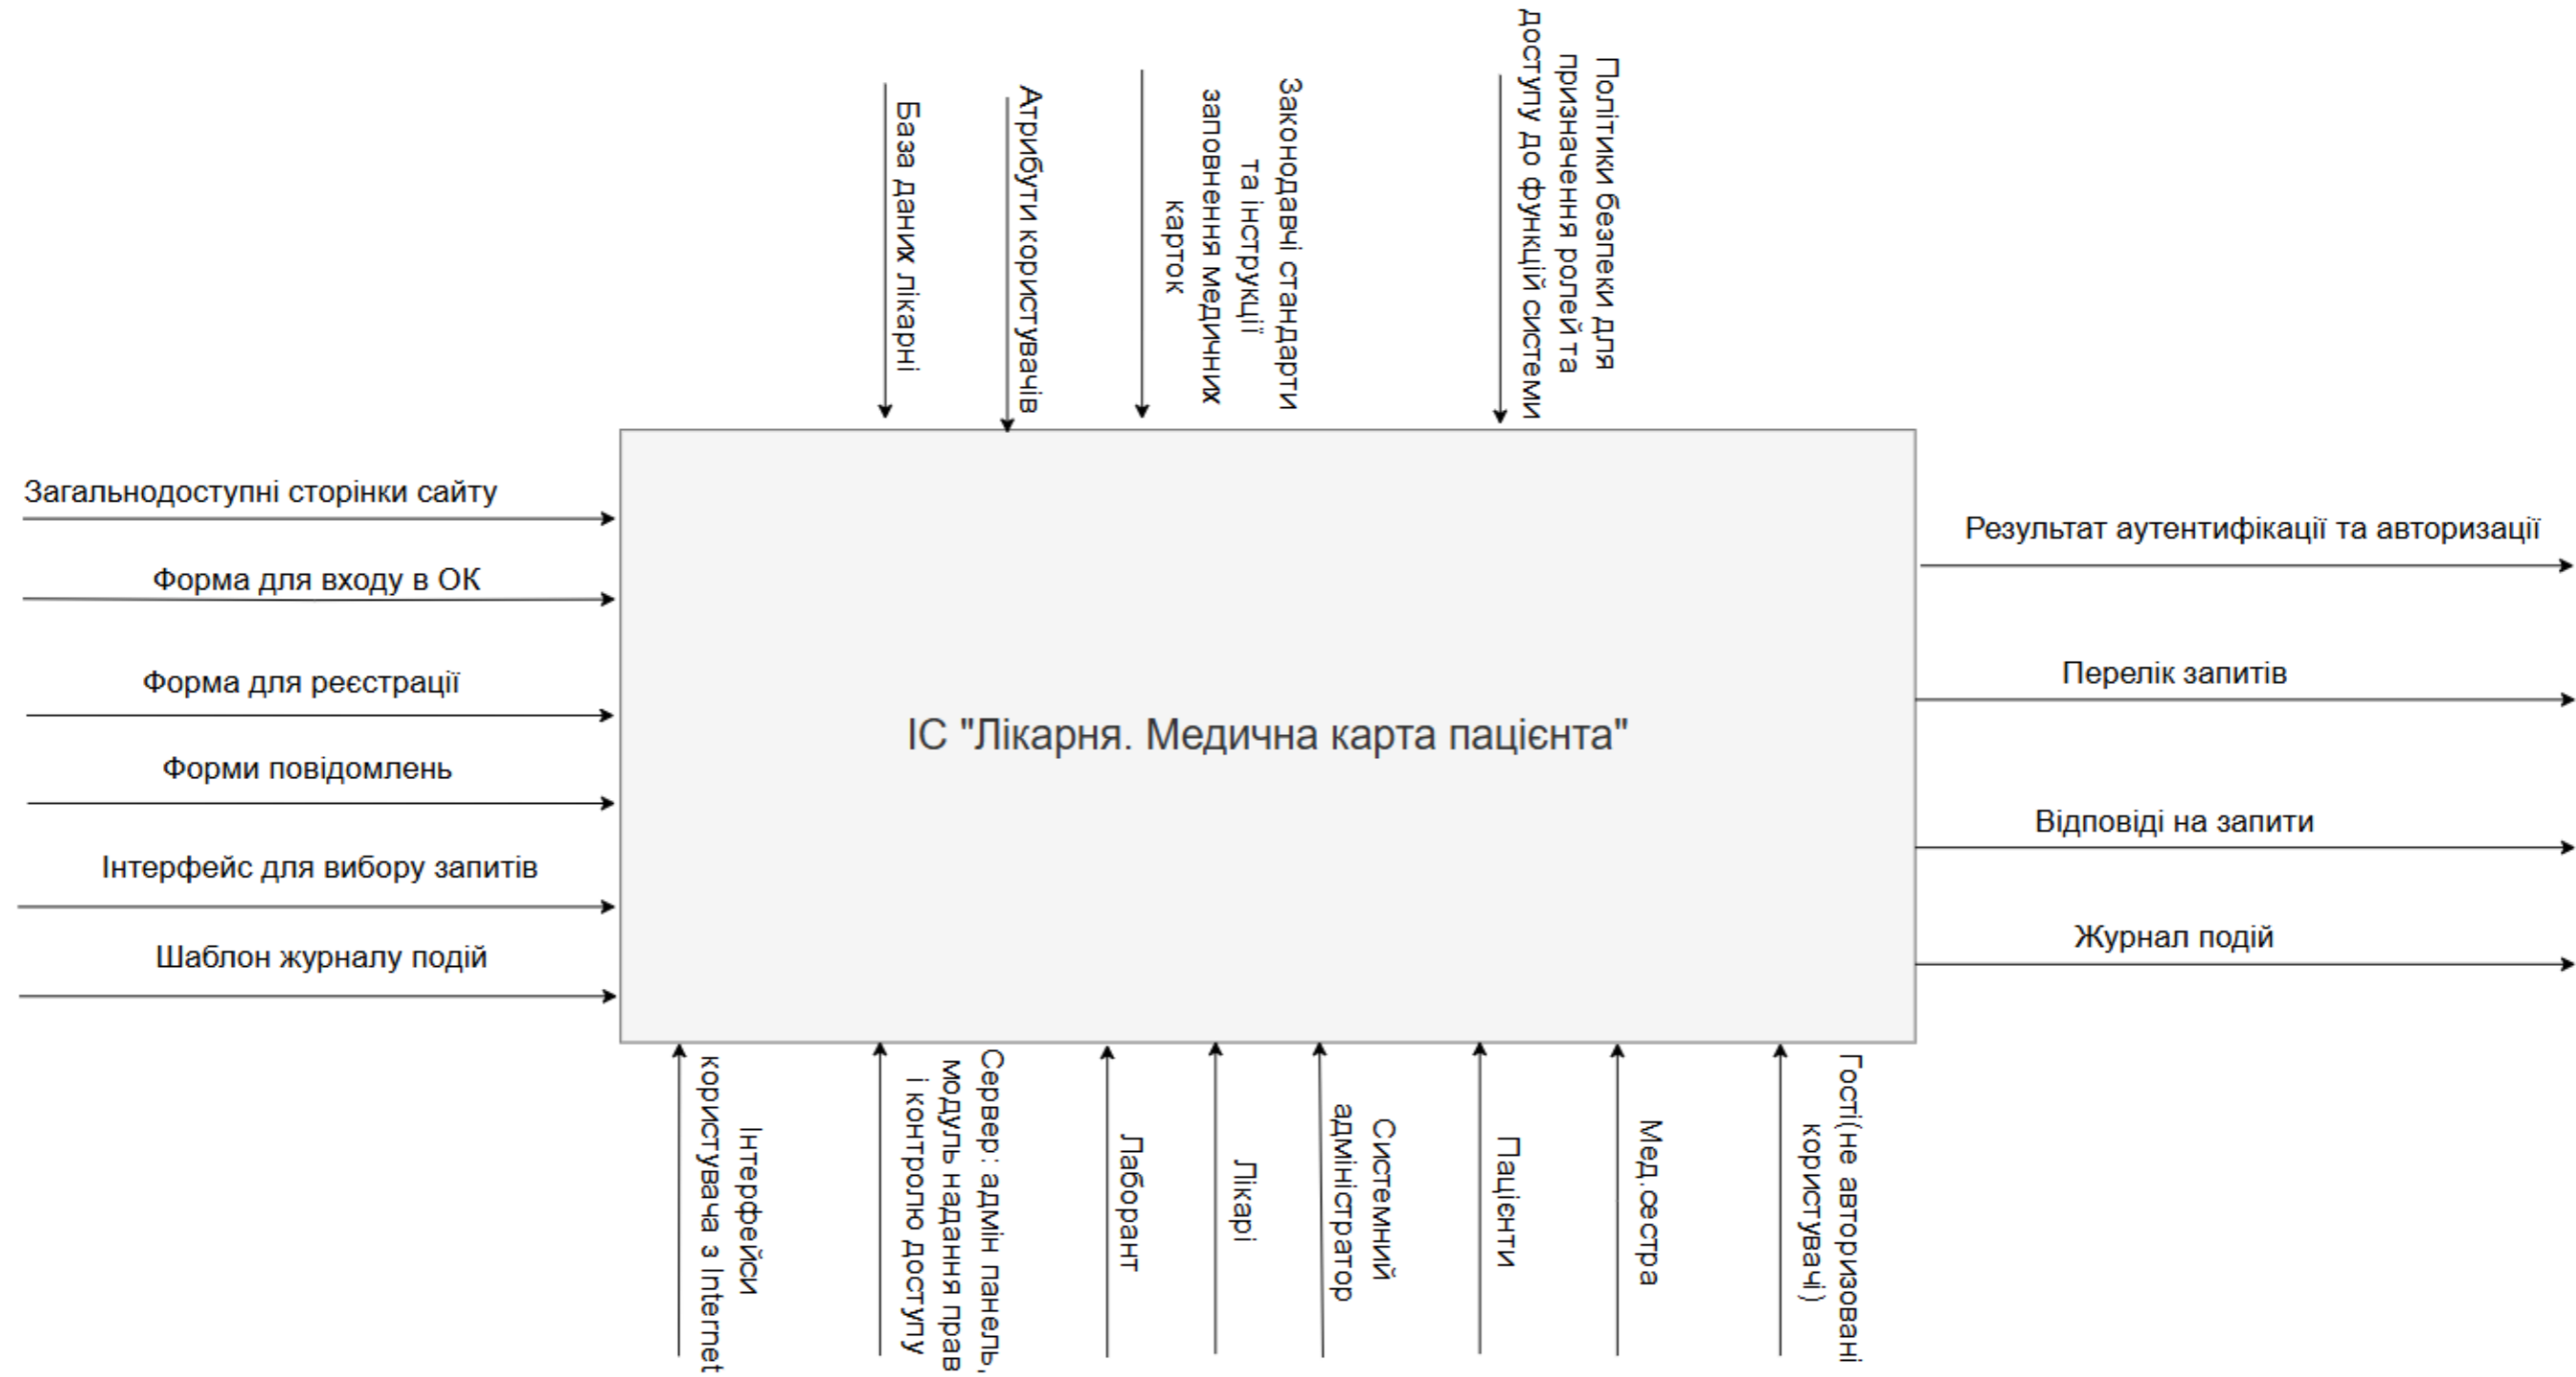 База даних лікарні
Атрибути користувачів
Законодавчі стандарти
та інструкції
заповнення медичних
карток
Політики безпеки для
призначення ролей та
доступу до функцій системи
Загальнодоступні сторінки сайту
Форма для входу в ОК
Форма для реєстрації
Форми повідомлень
Інтерфейс для вибору запитів
Шаблон журналу подій
ІС "Лікарня. Медична карта пацієнта"
Результат аутентифікації та авторизації
Перелік запитів
Відповіді на запити
Журнал подій
Інтерфейси
користувача з Internet
Сервер: адмін панель,
модуль надання прав
і контролю доступу
Лаборант
Лікарі
Системний
адміністратор
Пацієнти
Мед.сестра
Гості(не авторизовані
користувачі)